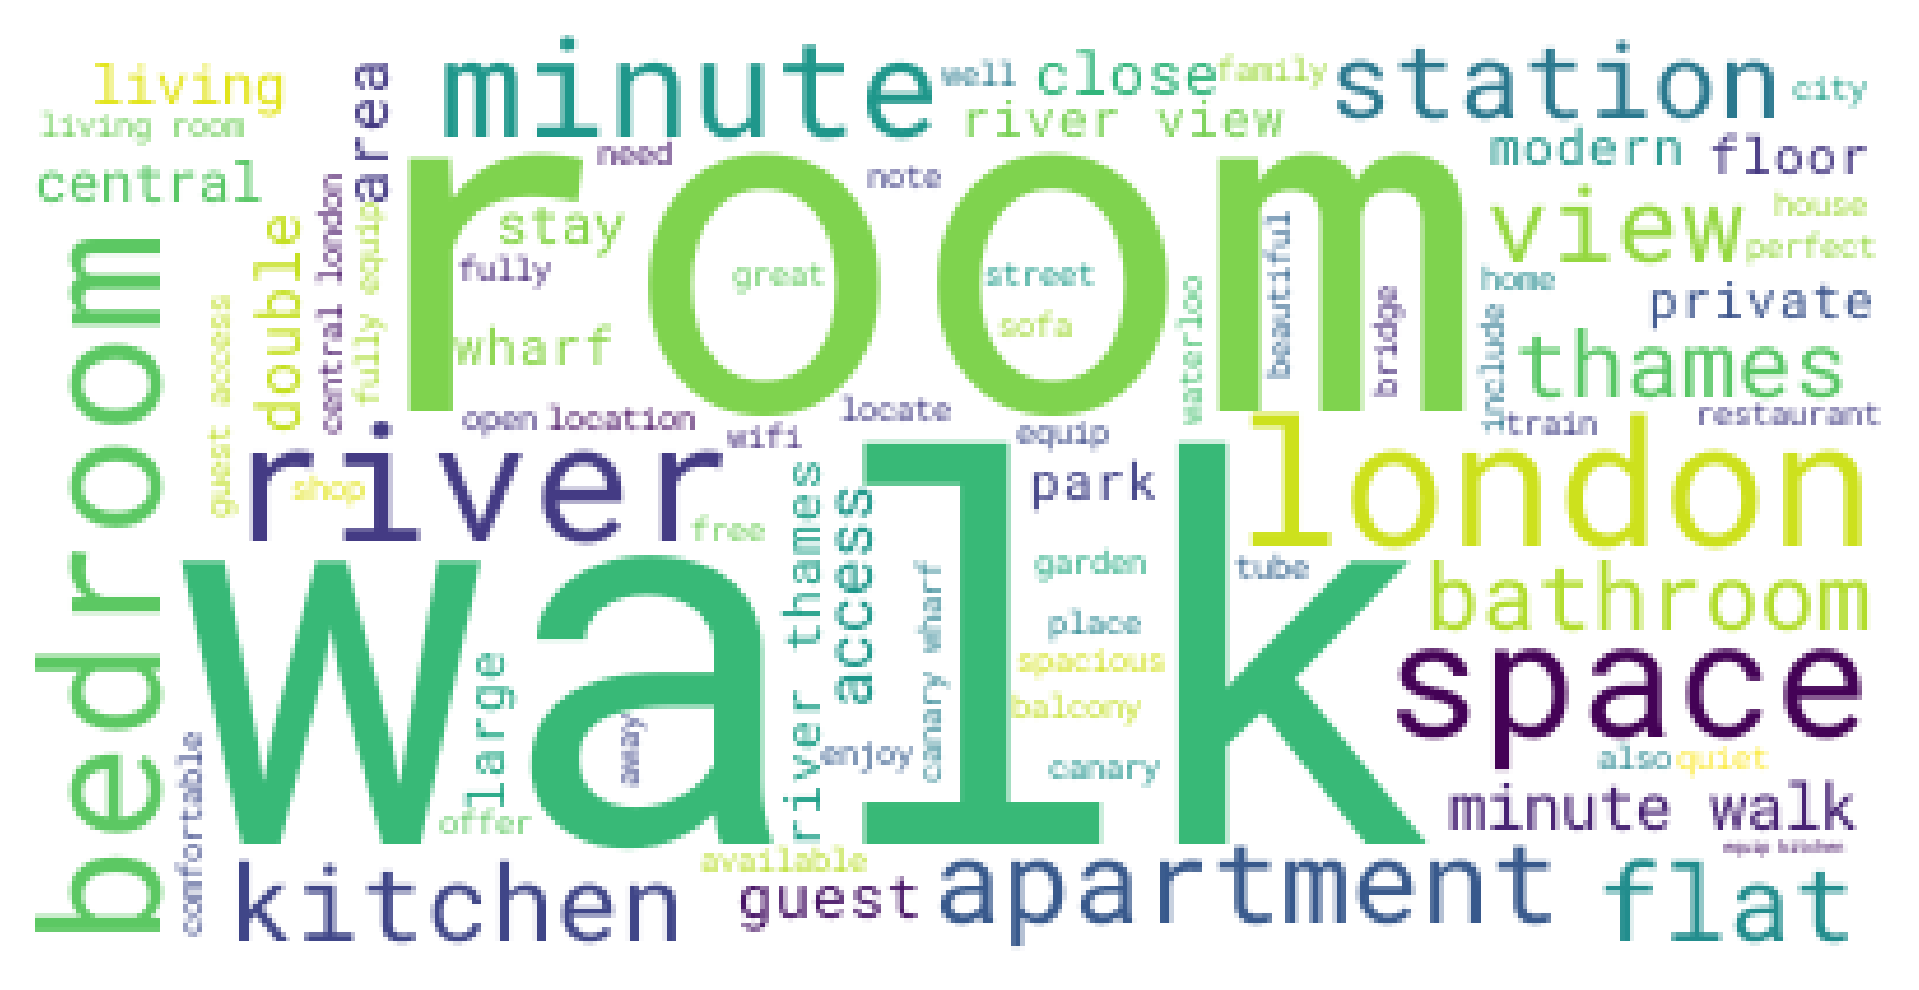 living
area
minute
well
close
family
station
city
living room
river view
need
modern
floor
central
note
room
double
central london
fully equip
stay
view
house
perfect
fully
great
street
beautiful
home
bedroom
guest access
wharf
sofa
waterloo
bridge
include
private
thames
open
location
locate
wifi
equip
train
restaurant
river
shop
free
river thames
access
park
london
walk
garden
tube
bathroom
canary wharf
place
spacious
balcony
space
large
away
enjoy
canary
also
quiet
comfortable
offer
minute walk
equip kitchen
kitchen
available
guest
apartment
flat